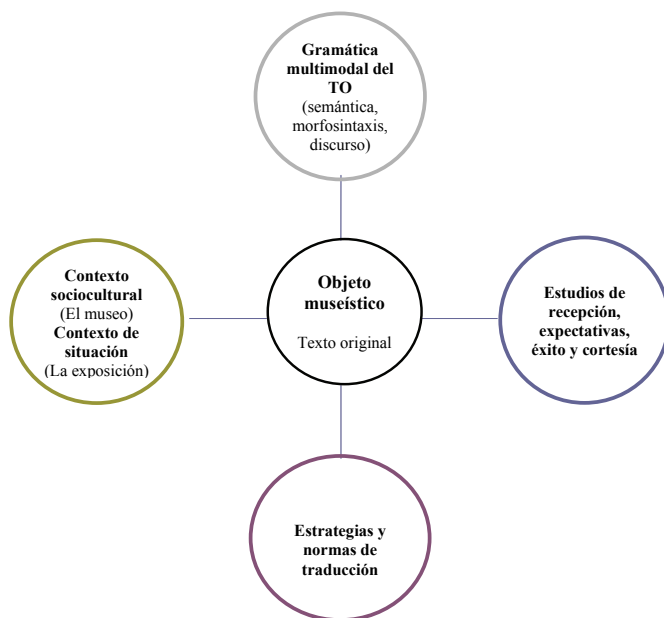 Gramática
multimodal del
TO
(semántica,
morfosintaxis,
discurso)
Contexto
sociocultural
(El museo)
Contexto de
situación
(La exposición)
Objeto
museístico
Texto original
Estudios de
recepción,
expectativas,
éxito y cortesía
Estrategias y
normas de
traducción